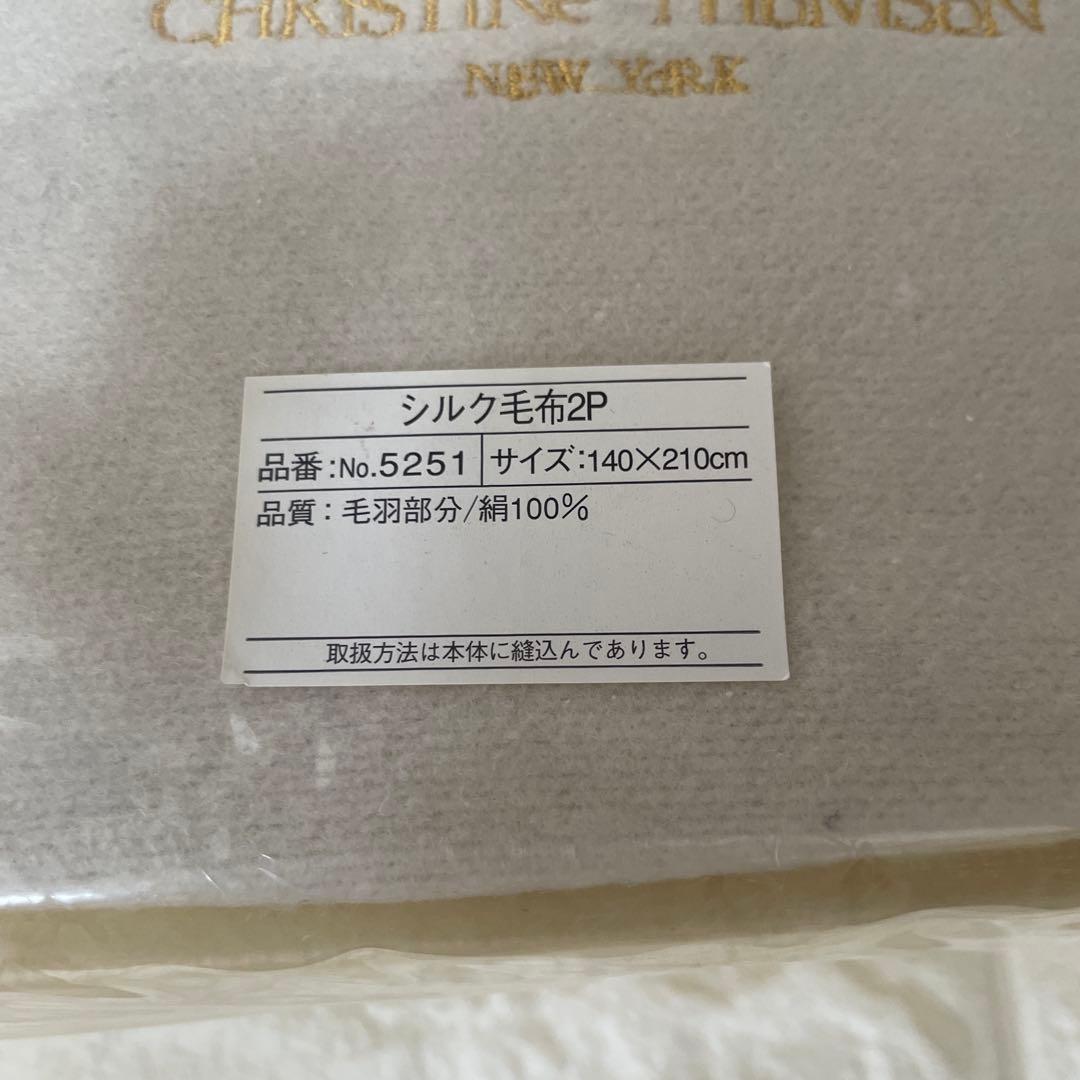 CHRISTINE THOMSON
NEW YORK
シルク毛布2P
品番:No.5251 サイズ:140×210cm
品質:毛羽部分/絹100%
取扱方法は本体に縫込んであります。